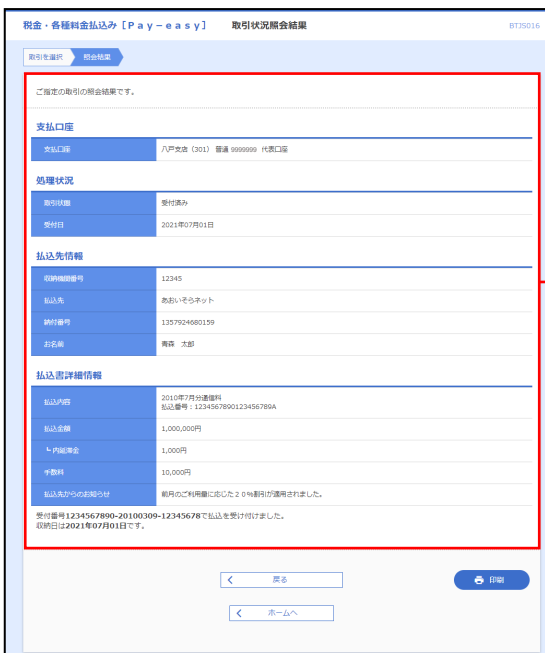 税金・各種料金払込み［Ｐａｙ－ｅａｓｙ］ 取引状況照会結果 BTJS016
取引を選択 照会結果
ご指定の取引の照会結果です。
支払口座
支払口座 八戸支店（301） 普通 9999999 代表口座
処理状況
取引状態 受付済み
受付日 2021年07月01日
払込先情報
収納機関番号 12345
払込先 あおいそらネット
納付番号 1357924680159
お名前 青森 太郎
払込書詳細情報
払込内容 2010年7月分通信料
払込番号：1234567890123456789A
払込金額 1,000,000円
┗ 内延滞金 1,000円
手数料 10,000円
払込先からのお知らせ 前月のご利用量に応じた２０％割引が適用されました。
受付番号1234567890-20100309-12345678で払込を受け付けました。
収納日は2021年07月01日です。
戻る 印刷
ホームへ